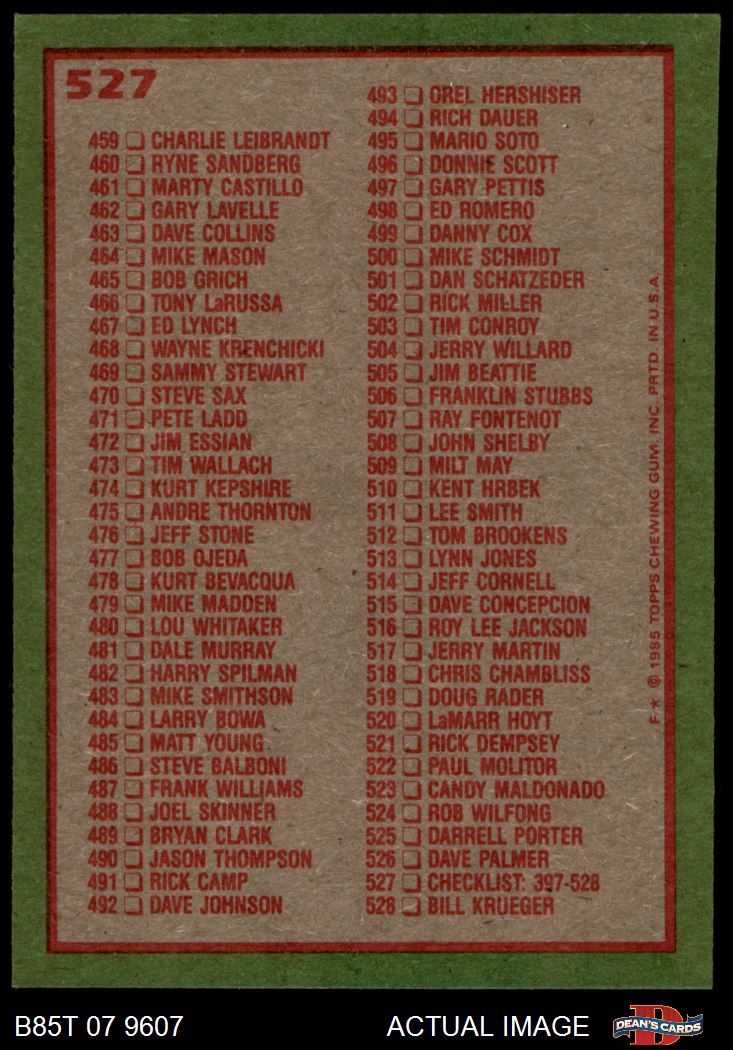 527
459 CHARLIE LEIBRANDT
460 RYNE SANDBERG
461 MARTY CASTILLO
462 GARY LAVELLE
463 DAVE COLLINS
464 MIKE MASON
465 BOB GRICH
466 TONY LaRUSSA
467 ED LYNCH
468 WAYNE KRENCHICKI
469 SAMMY STEWART
470 STEVE SAX
471 PETE LADD
472 JIM ESSIAN
473 TIM WALLACH
474 KURT KEPSHIRE
475 ANDRE THORNTON
476 JEFF STONE
477 BOB OJEDA
478 KURT BEVACQUA
479 MIKE MADDEN
480 LOU WHITAKER
481 DALE MURRAY
482 HARRY SPILMAN
483 MIKE SMITHSON
484 LARRY BOWA
485 MATT YOUNG
486 STEVE BALBONI
487 FRANK WILLIAMS
488 JOEL SKINNER
489 BRYAN CLARK
490 JASON THOMPSON
491 RICK CAMP
492 DAVE JOHNSON
493 OREL HERSHISER
494 RICH DAUER
495 MARIO SOTO
496 DONNIE SCOTT
497 GARY PETTIS
498 ED ROMERO
499 DANNY COX
500 MIKE SCHMIDT
501 DAN SCHATZEDER
502 RICK MILLER
503 TIM CONROY
504 JERRY WILLARD
505 JIM BEATTIE
506 FRANKLIN STUBBS
507 RAY FONTENOT
508 JOHN SHELBY
509 MILT MAY
510 KENT HRBEK
511 LEE SMITH
512 TOM BROOKENS
513 LYNN JONES
514 JEFF CORNELL
515 DAVE CONCEPCION
516 ROY LEE JACKSON
517 JERRY MARTIN
518 CHRIS CHAMBLISS
519 DOUG RADER
520 LaMARR HOYT
521 RICK DEMPSEY
522 PAUL MOLITOR
523 CANDY MALDONADO
524 ROB WILFONG
525 DARRELL PORTER
526 DAVE PALMER
527 CHECKLIST: 397-528
528 BILL KRUEGER
F★ © 1985 TOPPS CHEWING GUM, INC. PRTD. IN U.S.A.
B85T 07 9607
ACTUAL IMAGE
D
DEAN'S CARDS